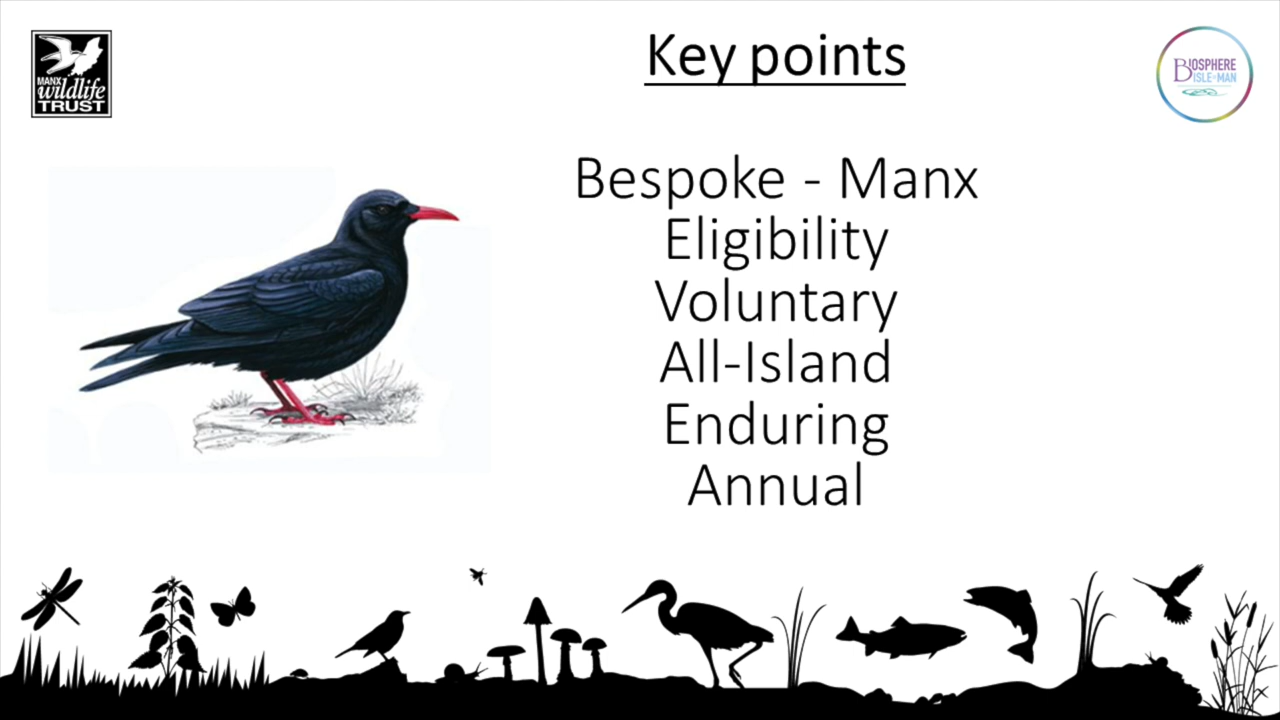 Key points
MANX
wildlife
TRUST
BIOSPHERE
ISLE of MAN
Bespoke - Manx
Eligibility
Voluntary
All-Island
Enduring
Annual